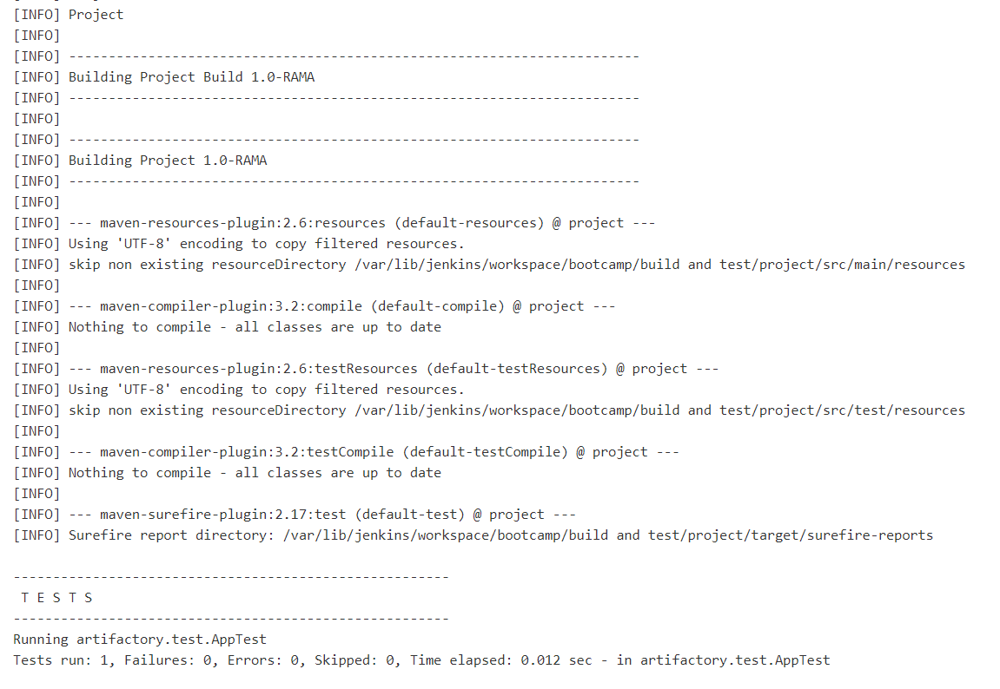 [INFO] Project
[INFO]
[INFO] ------------------------------------------------------------------------
[INFO] Building Project Build 1.0-RAMA
[INFO] ------------------------------------------------------------------------
[INFO]
[INFO] ------------------------------------------------------------------------
[INFO] Building Project 1.0-RAMA
[INFO] ------------------------------------------------------------------------
[INFO]
[INFO] --- maven-resources-plugin:2.6:resources (default-resources) @ project ---
[INFO] Using 'UTF-8' encoding to copy filtered resources.
[INFO] skip non existing resourceDirectory /var/lib/jenkins/workspace/bootcamp/build and test/project/src/main/resources
[INFO]
[INFO] --- maven-compiler-plugin:3.2:compile (default-compile) @ project ---
[INFO] Nothing to compile - all classes are up to date
[INFO]
[INFO] --- maven-resources-plugin:2.6:testResources (default-testResources) @ project ---
[INFO] Using 'UTF-8' encoding to copy filtered resources.
[INFO] skip non existing resourceDirectory /var/lib/jenkins/workspace/bootcamp/build and test/project/src/test/resources
[INFO]
[INFO] --- maven-compiler-plugin:3.2:testCompile (default-testCompile) @ project ---
[INFO] Nothing to compile - all classes are up to date
[INFO]
[INFO] --- maven-surefire-plugin:2.17:test (default-test) @ project ---
[INFO] Surefire report directory: /var/lib/jenkins/workspace/bootcamp/build and test/project/target/surefire-reports
-------------------------------------------------------
T E S T S
-------------------------------------------------------
Running artifactory.test.AppTest
Tests run: 1, Failures: 0, Errors: 0, Skipped: 0, Time elapsed: 0.012 sec - in artifactory.test.AppTest